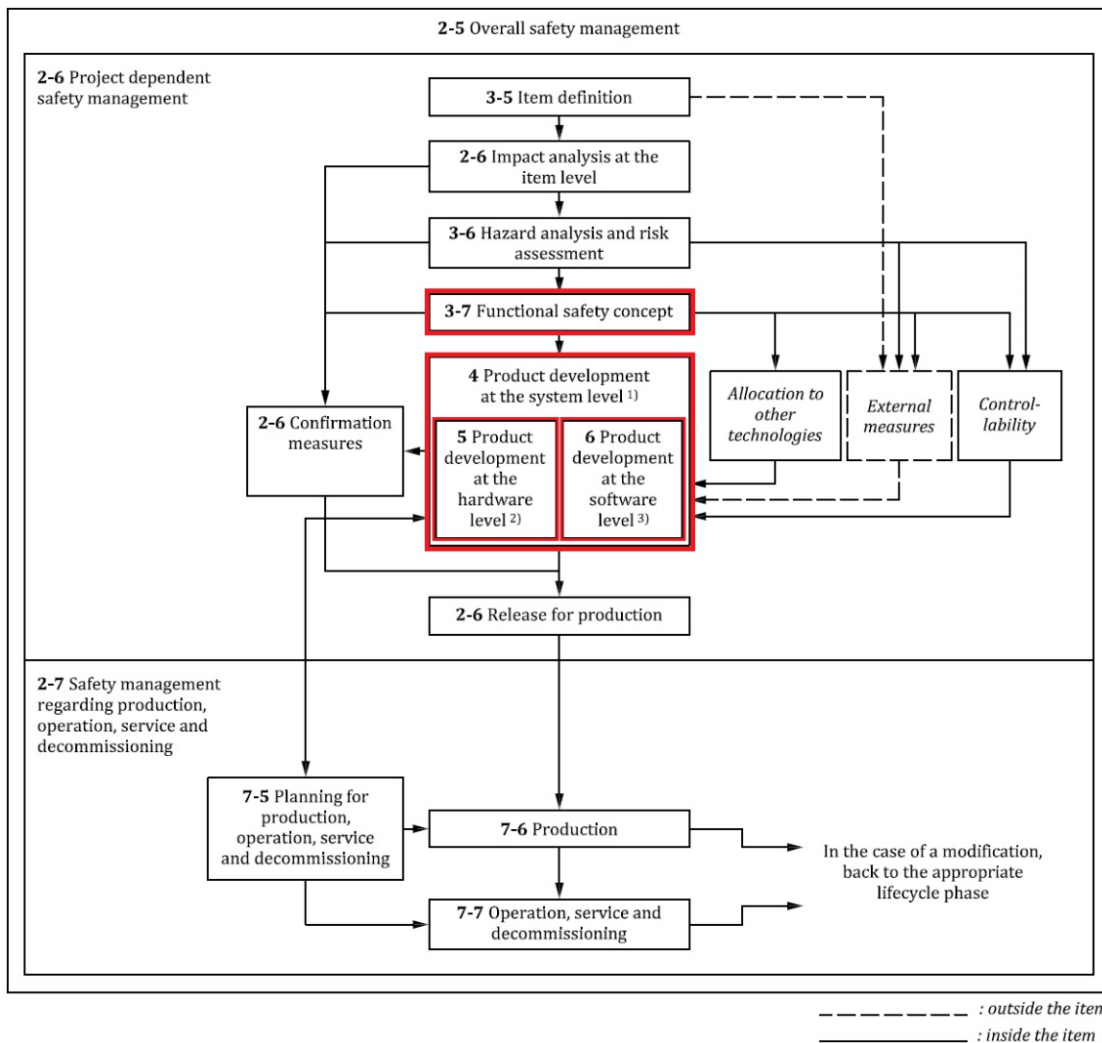 2-5 Overall safety management
2-6 Project dependent
safety management
3-5 Item definition
2-6 Impact analysis at the
item level
3-6 Hazard analysis and risk
assessment
3-7 Functional safety concept
4 Product development
at the system level 1)
5 Product
development
at the
hardware
level 2)
6 Product
development
at the
software
level 3)
2-6 Confirmation
measures
Allocation to
other
technologies
External
measures
Control-
lability
2-6 Release for production
2-7 Safety management
regarding production,
operation, service and
decommissioning
7-5 Planning for
production,
operation, service
and decommissioning
7-6 Production
7-7 Operation, service and
decommissioning
In the case of a modification,
back to the appropriate
lifecycle phase
: outside the item
: inside the item